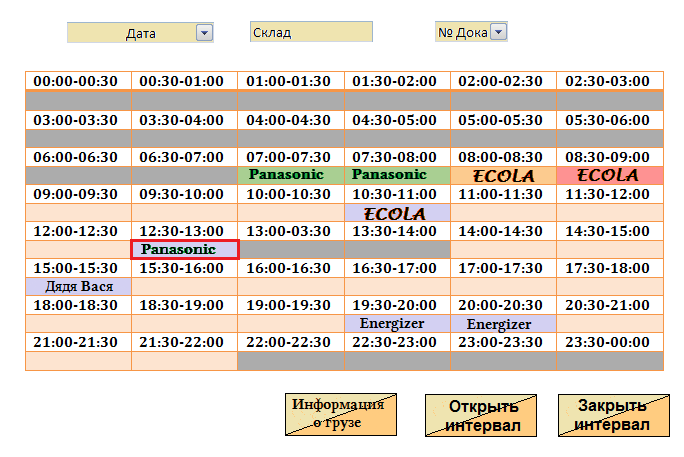 Дата Склад № Дока
00:00-00:30 00:30-01:00 01:00-01:30 01:30-02:00 02:00-02:30 02:30-03:00
03:00-03:30 03:30-04:00 04:00-04:30 04:30-05:00 05:00-05:30 05:30-06:00
06:00-06:30 06:30-07:00 07:00-07:30 07:30-08:00 08:00-08:30 08:30-09:00
Panasonic Panasonic ECOLA ECOLA
09:00-09:30 09:30-10:00 10:00-10:30 10:30-11:00 11:00-11:30 11:30-12:00
ECOLA
12:00-12:30 12:30-13:00 13:00-03:30 13:30-14:00 14:00-14:30 14:30-15:00
Panasonic
15:00-15:30 15:30-16:00 16:00-16:30 16:30-17:00 17:00-17:30 17:30-18:00
Дядя Вася
18:00-18:30 18:30-19:00 19:00-19:30 19:30-20:00 20:00-20:30 20:30-21:00
Energizer Energizer
21:00-21:30 21:30-22:00 22:00-22:30 22:30-23:00 23:00-23:30 23:30-00:00
Информация Открыть Закрыть
о грузе интервал интервал